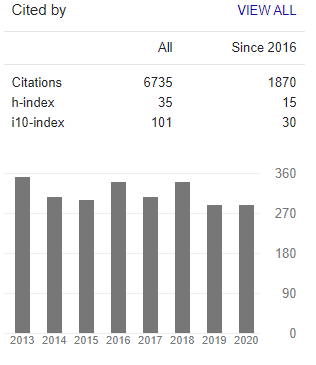 Cited by VIEW ALL
All Since 2016
Citations 6735 1870
h-index 35 15
i10-index 101 30
360
270
180
90
0
2013 2014 2015 2016 2017 2018 2019 2020